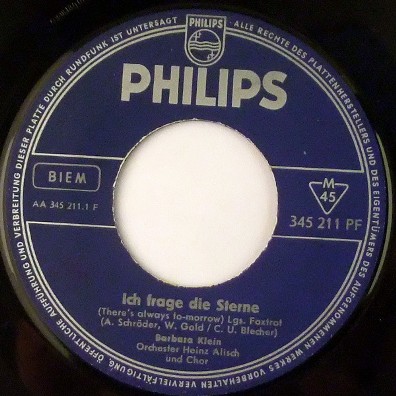 ALLE RECHTE DES PLATTENHERSTELLERS UND DES EIGENTÜMERS DES AUFGENOMMENEN WERKES VORBEHALTEN VERVIELFÄLTIGUNG ÖFFENTLICHE AUFFÜHRUNG UND VERBREITUNG DIESER PLATTE DURCH RUNDFUNK IST UNTERSAGT
PHILIPS
PHILIPS
BIEM
M
45
AA 345 211.1 F
345 211 PF
Ich frage die Sterne
(There's always to-morrow) Lgs. Foxtrot
(A. Schröder, W. Gold / C. U. Blecher)
Barbara Klein
Orchester Heinz Alisch
und Chor